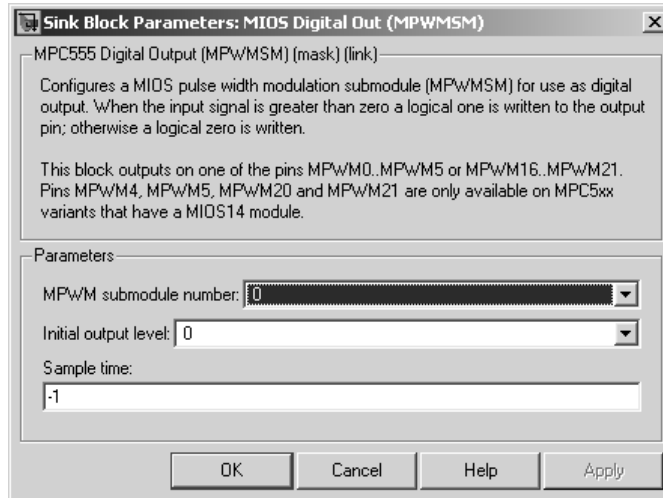 Sink Block Parameters: MIOS Digital Out (MPWMSM)
MPC555 Digital Output (MPWMSM) (mask) (link)
Configures a MIOS pulse width modulation submodule (MPWMSM) for use as digital
output. When the input signal is greater than zero a logical one is written to the output
pin; otherwise a logical zero is written.
This block outputs on one of the pins MPWM0..MPWM5 or MPWM16..MPWM21.
Pins MPWM4, MPWM5, MPWM20 and MPWM21 are only available on MPC5xx
variants that have a MIOS14 module.
Parameters
MPWM submodule number: 0
Initial output level: 0
Sample time:
-1
OK Cancel Help Apply